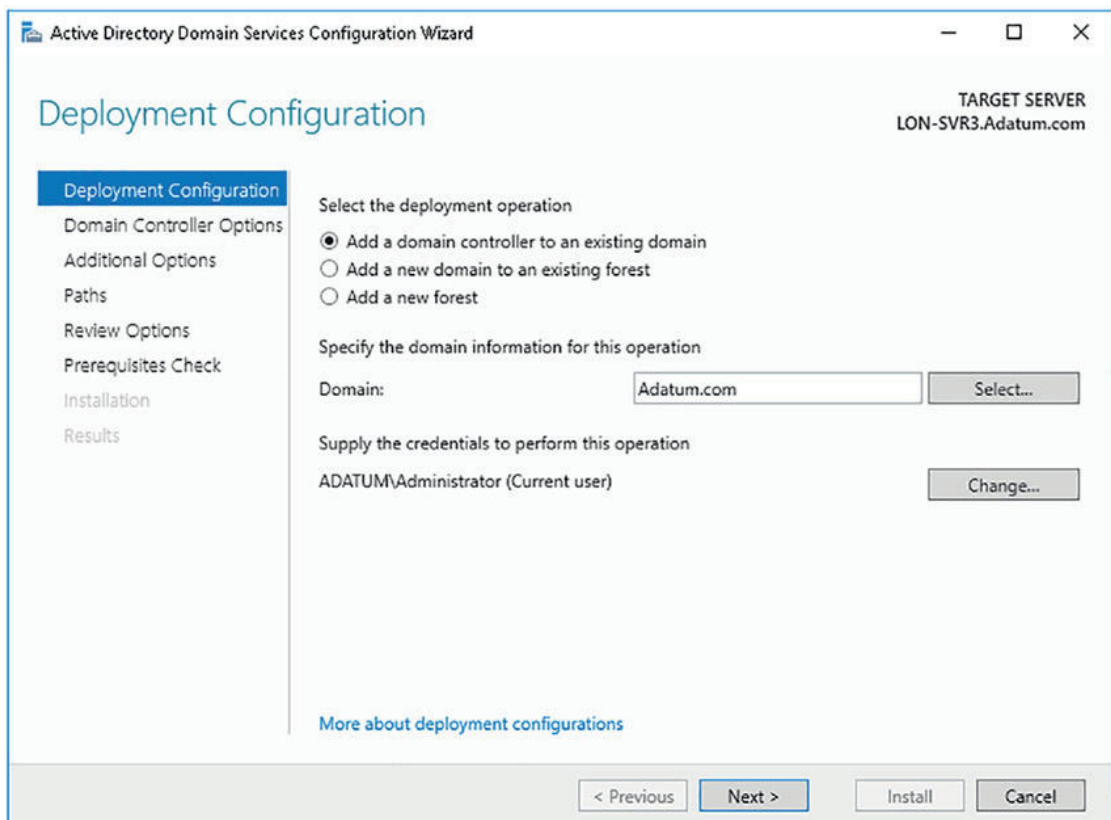 Active Directory Domain Services Configuration Wizard
Deployment Configuration
TARGET SERVER
LON-SVR3.Adatum.com
Deployment Configuration
Domain Controller Options
Additional Options
Paths
Review Options
Prerequisites Check
Installation
Results
Select the deployment operation
Add a domain controller to an existing domain
Add a new domain to an existing forest
Add a new forest
Specify the domain information for this operation
Domain: Adatum.com Select...
Supply the credentials to perform this operation
ADATUM\Administrator (Current user) Change...
More about deployment configurations
< Previous Next > Install Cancel